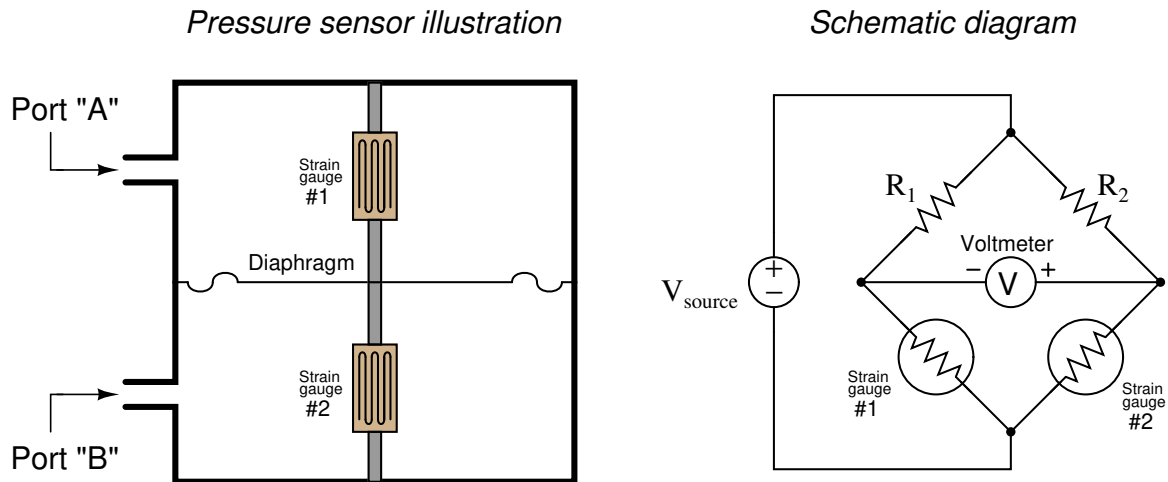 Pressure sensor illustration
Port "A"
Strain
gauge
#1
Diaphragm
Strain
gauge
#2
Port "B"
Schematic diagram
R1
R2
Voltmeter
− +
V
+
−
Vsource
Strain
gauge
#1
Strain
gauge
#2